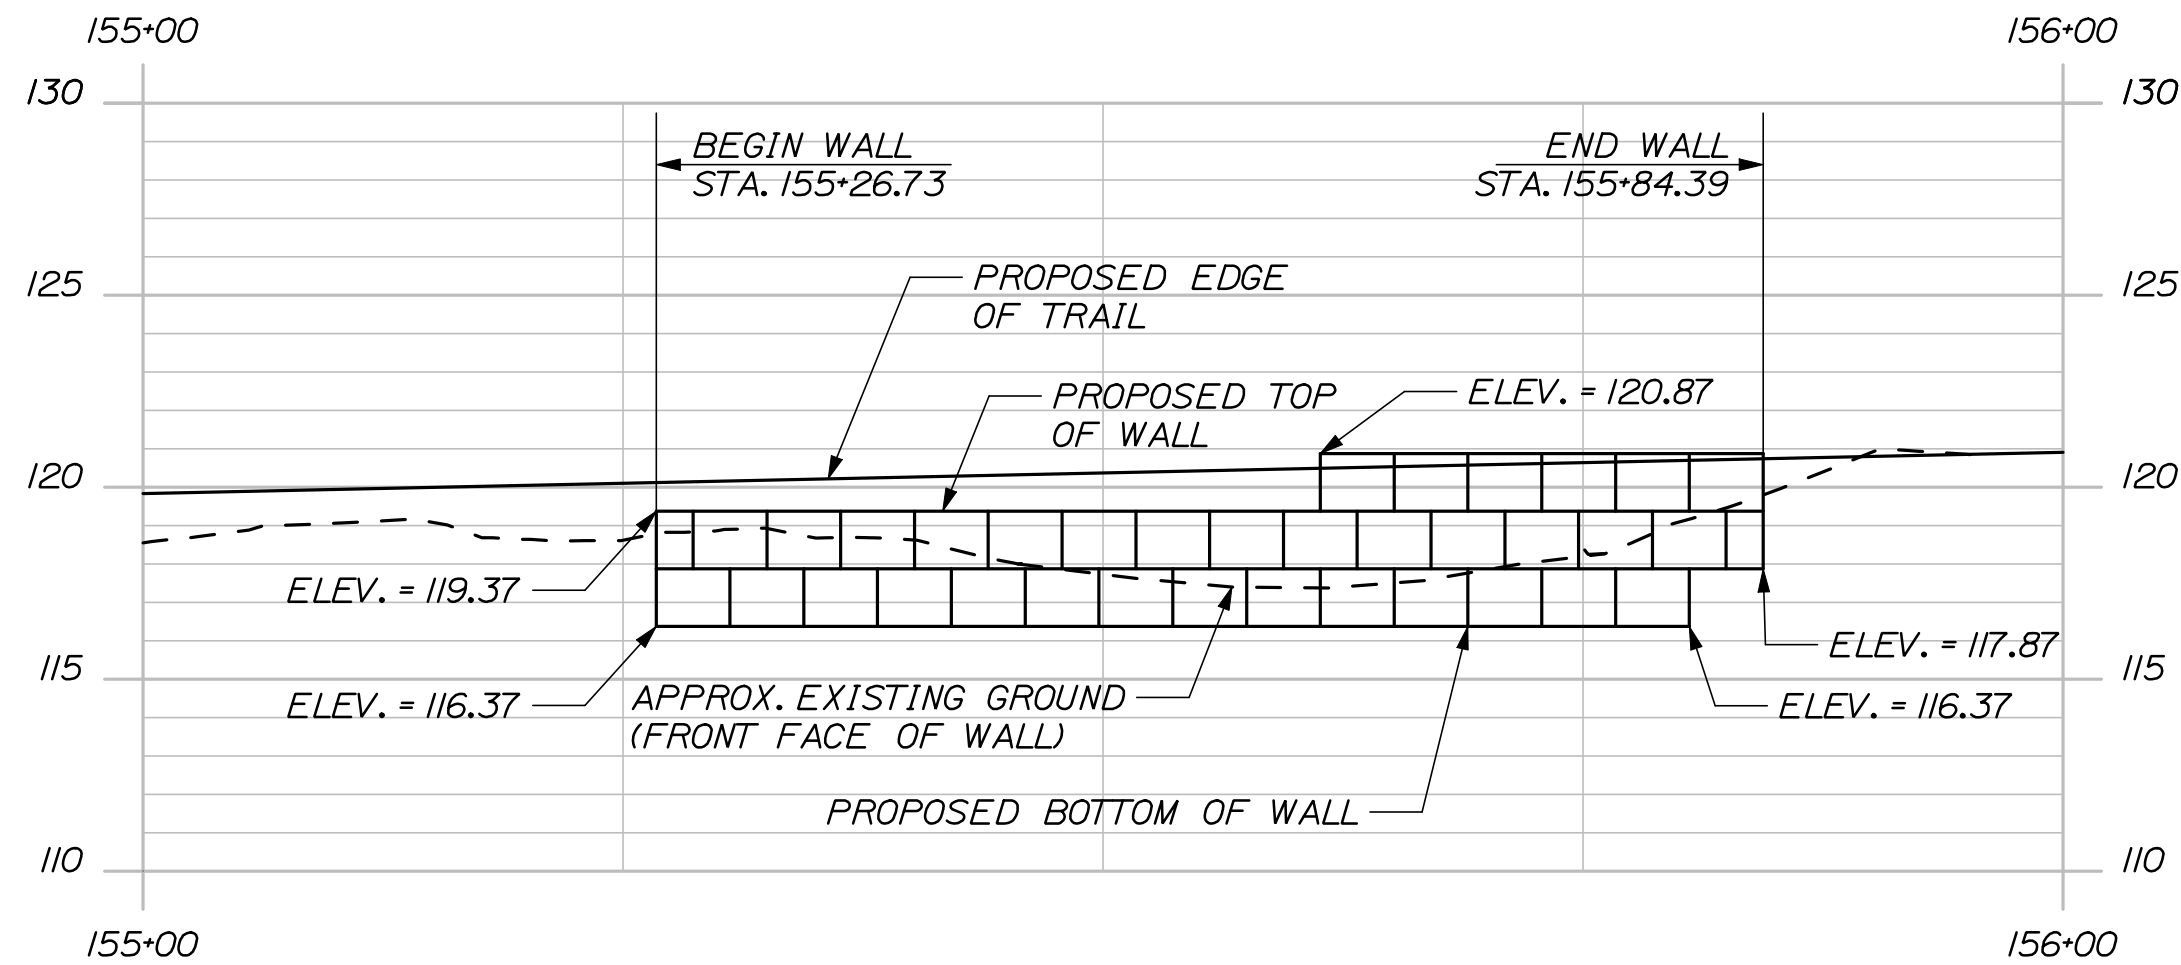 155+00
156+00
130
130
BEGIN WALL
STA. 155+26.73
END WALL
STA. 155+84.39
125
125
PROPOSED EDGE
OF TRAIL
PROPOSED TOP
OF WALL
ELEV. = 120.87
120
120
ELEV. = 119.37
ELEV. = 117.87
115
115
ELEV. = 116.37
APPROX. EXISTING GROUND
(FRONT FACE OF WALL)
ELEV. = 116.37
PROPOSED BOTTOM OF WALL
110
110
155+00
156+00